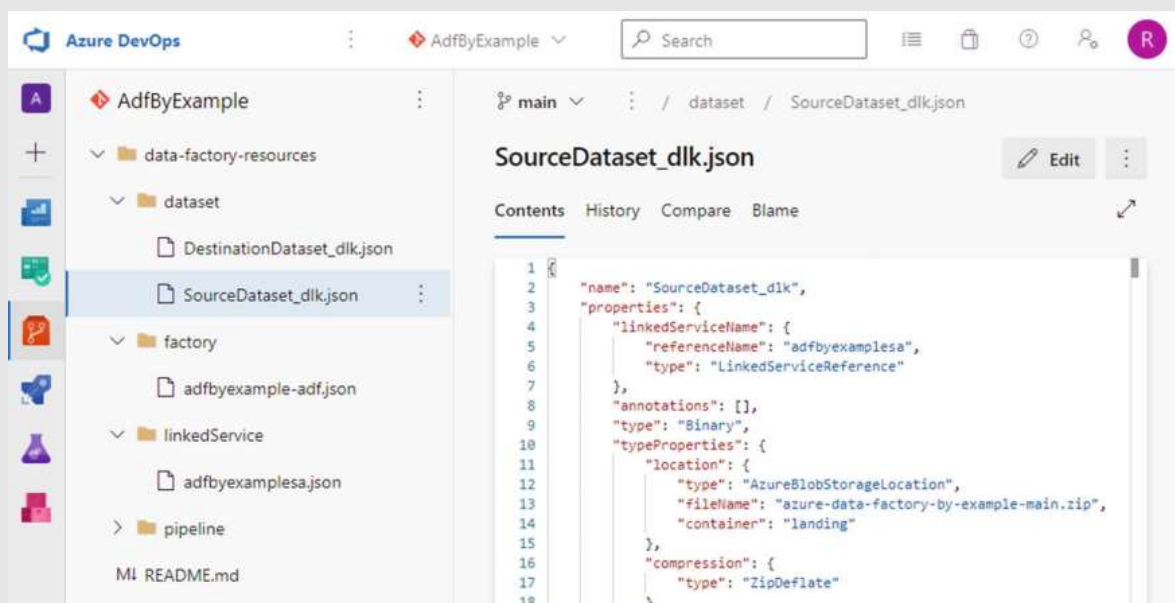 Azure DevOps
AdfByExample
Search
R
A
AdfByExample
data-factory-resources
dataset
DestinationDataset_dlk.json
SourceDataset_dlk.json
factory
adfbyexample-adf.json
linkedService
adfbyexamplesa.json
pipeline
M↓ README.md
main / dataset / SourceDataset_dlk.json
SourceDataset_dlk.json
Edit
Contents History Compare Blame
1 {
2 "name": "SourceDataset_dlk",
3 "properties": {
4 "linkedServiceName": {
5 "referenceName": "adfbyexamplesa",
6 "type": "LinkedServiceReference"
7 },
8 "annotations": [],
9 "type": "Binary",
10 "typeProperties": {
11 "location": {
12 "type": "AzureBlobStorageLocation",
13 "fileName": "azure-data-factory-by-example-main.zip",
14 "container": "landing"
15 },
16 "compression": {
17 "type": "ZipDeflate"
18 }